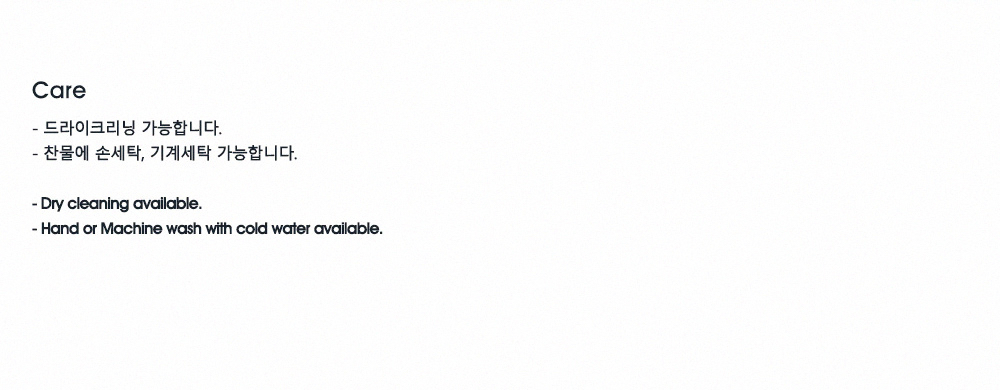 Care
- 드라이크리닝 가능합니다.
- 찬물에 손세탁, 기계세탁 가능합니다.
- Dry cleaning available.
- Hand or Machine wash with cold water available.